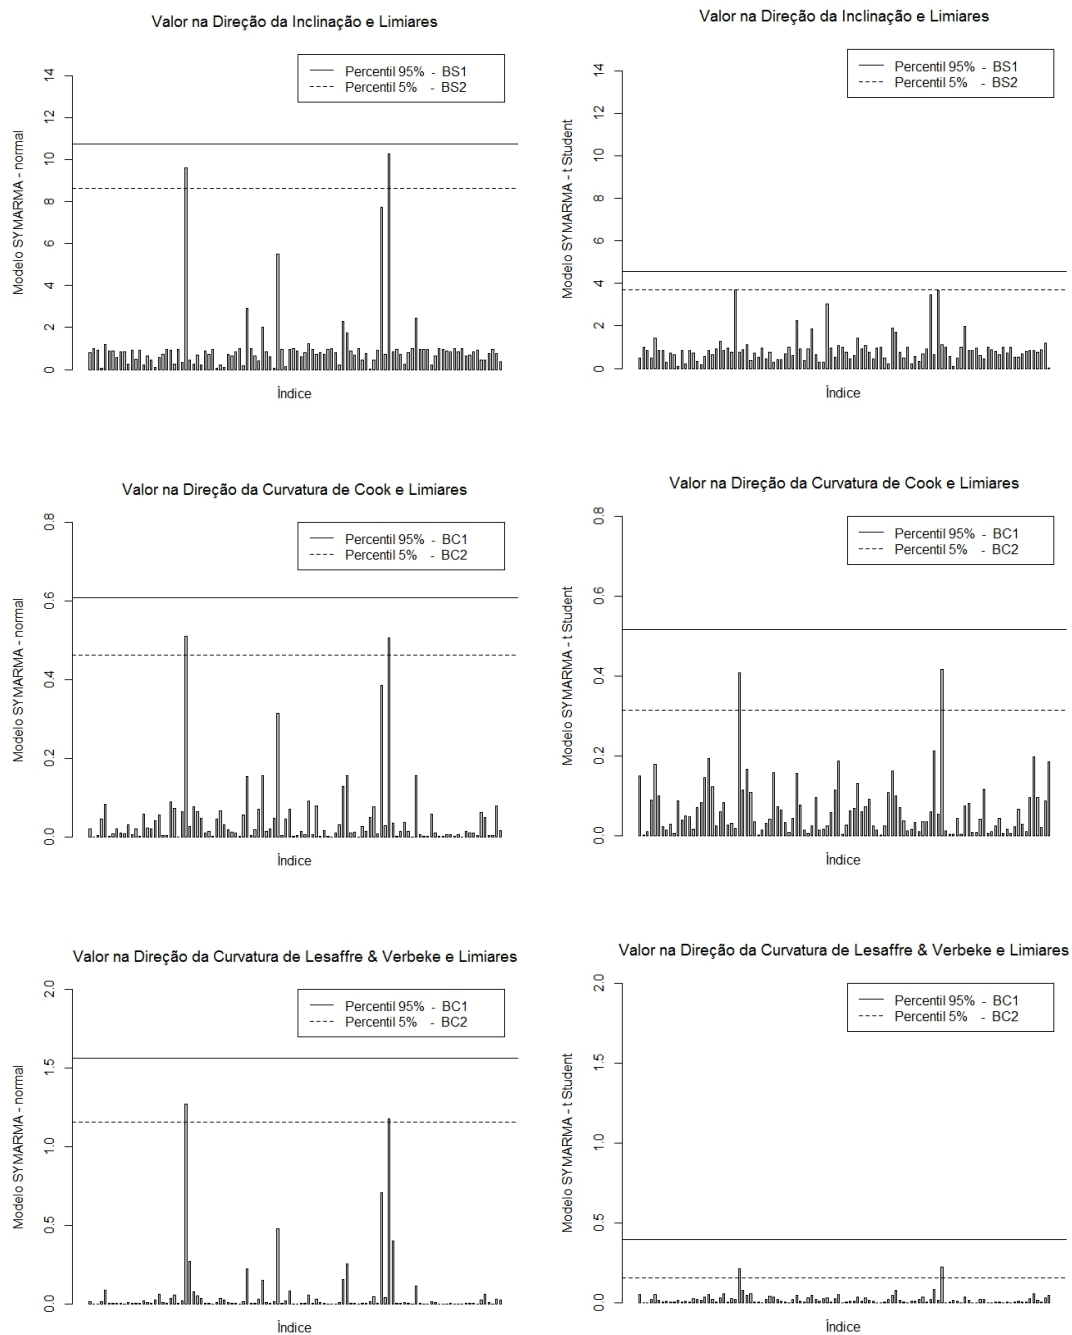 Valor na Direção da Inclinação e Limiares
Percentil 95% - BS1
Percentil 5% - BS2
Modelo SYMARMA - normal
0 2 4 6 8 10 12 14
Índice
Valor na Direção da Inclinação e Limiares
Percentil 95% - BS1
Percentil 5% - BS2
Modelo SYMARMA - t Student
0 2 4 6 8 10 12 14
Índice
Valor na Direção da Curvatura de Cook e Limiares
Percentil 95% - BC1
Percentil 5% - BC2
Modelo SYMARMA - normal
0.0 0.2 0.4 0.6 0.8
Índice
Valor na Direção da Curvatura de Cook e Limiares
Percentil 95% - BC1
Percentil 5% - BC2
Modelo SYMARMA - t Student
0.0 0.2 0.4 0.6 0.8
Índice
Valor na Direção da Curvatura de Lesaffre & Verbeke e Limiares
Percentil 95% - BC1
Percentil 5% - BC2
Modelo SYMARMA - normal
0.0 0.5 1.0 1.5 2.0
Índice
Valor na Direção da Curvatura de Lesaffre & Verbeke e Limiares
Percentil 95% - BC1
Percentil 5% - BC2
Modelo SYMARMA - t Student
0.0 0.5 1.0 1.5 2.0
Índice